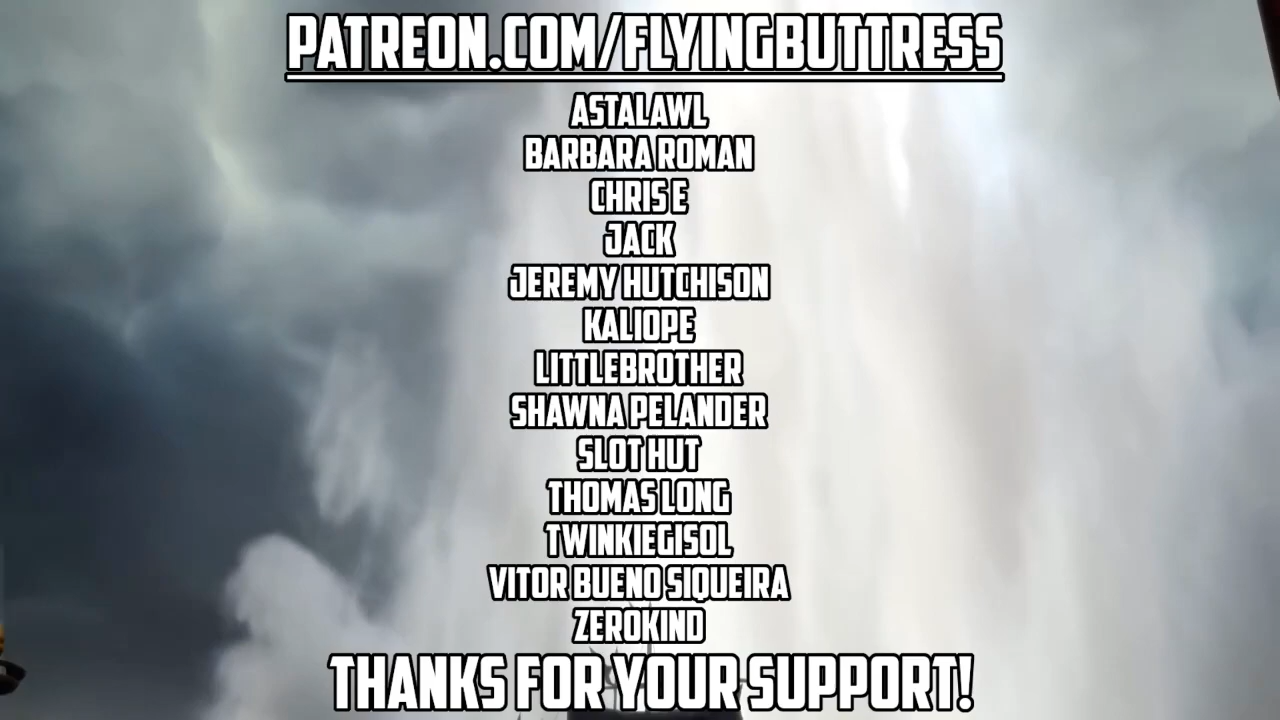 PATREON.COM/FLYINGBUTTRESS
ASTALAWL
BARBARA ROMAN
CHRIS E
JACK
JEREMY HUTCHISON
KALIOPE
LITTLEBROTHER
SHAWNA PELANDER
SLOT HUT
THOMAS LONG
TWINKIEGISOL
VITOR BUENO SIQUEIRA
ZEROKIND
THANKS FOR YOUR SUPPORT!